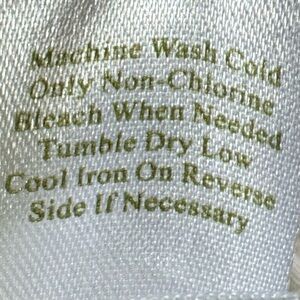 Machine Wash Cold
Only Non-Chlorine
Bleach When Needed
Tumble Dry Low
Cool Iron On Reverse
Side If Necessary